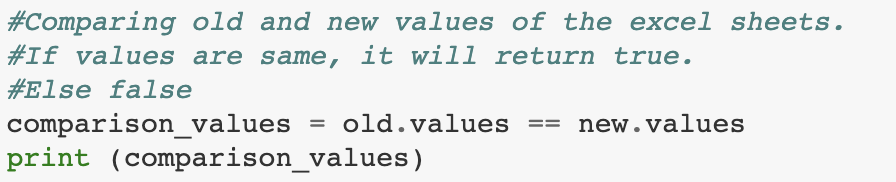 #Comparing old and new values of the excel sheets.
#If values are same, it will return true.
#Else false
comparison_values = old.values == new.values
print (comparison_values)